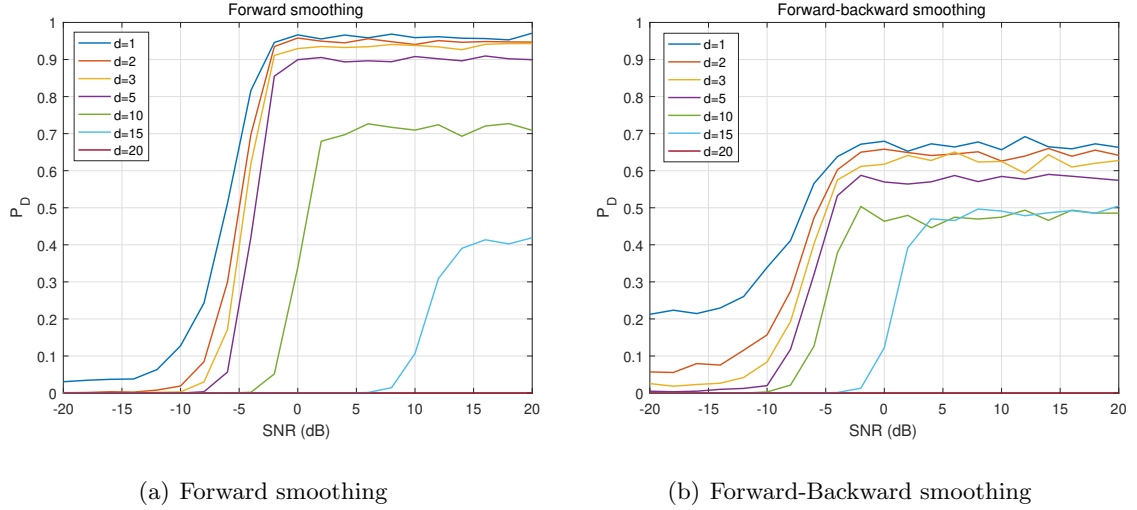 Forward smoothing
d=1
d=2
d=3
d=5
d=10
d=15
d=20
1
0.9
0.8
0.7
0.6
0.5
0.4
0.3
0.2
0.1
0
P_D
-20 -15 -10 -5 0 5 10 15 20
SNR (dB)
(a) Forward smoothing
Forward-backward smoothing
d=1
d=2
d=3
d=5
d=10
d=15
d=20
1
0.9
0.8
0.7
0.6
0.5
0.4
0.3
0.2
0.1
0
P_D
-20 -15 -10 -5 0 5 10 15 20
SNR (dB)
(b) Forward-Backward smoothing